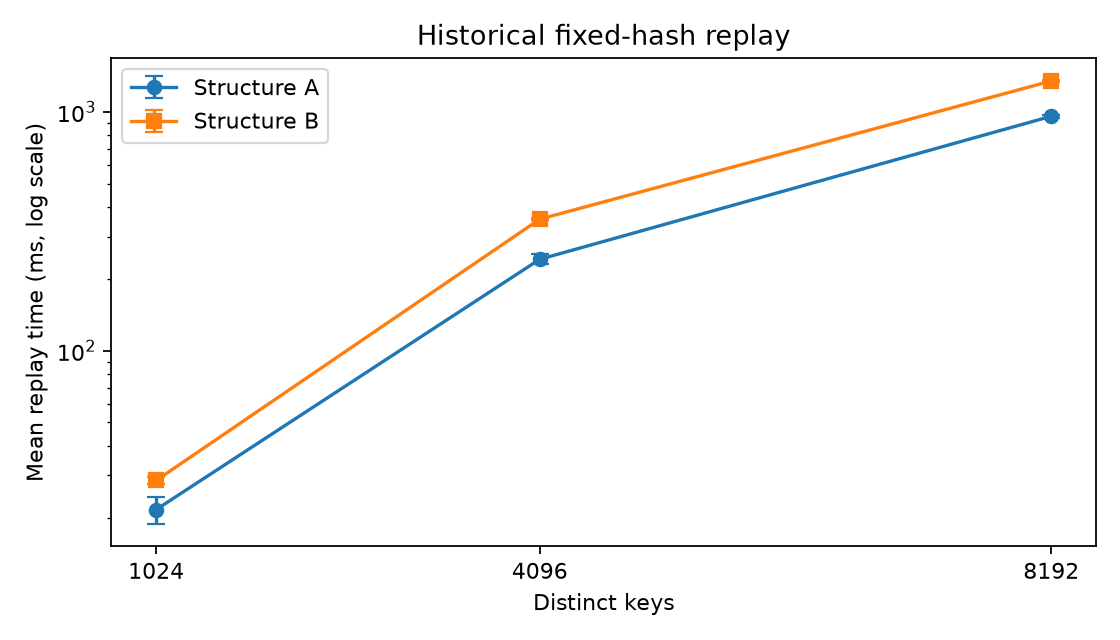 Historical fixed-hash replay
Structure A
Structure B
Mean replay time (ms, log scale)
10³
10²
1024
4096
8192
Distinct keys